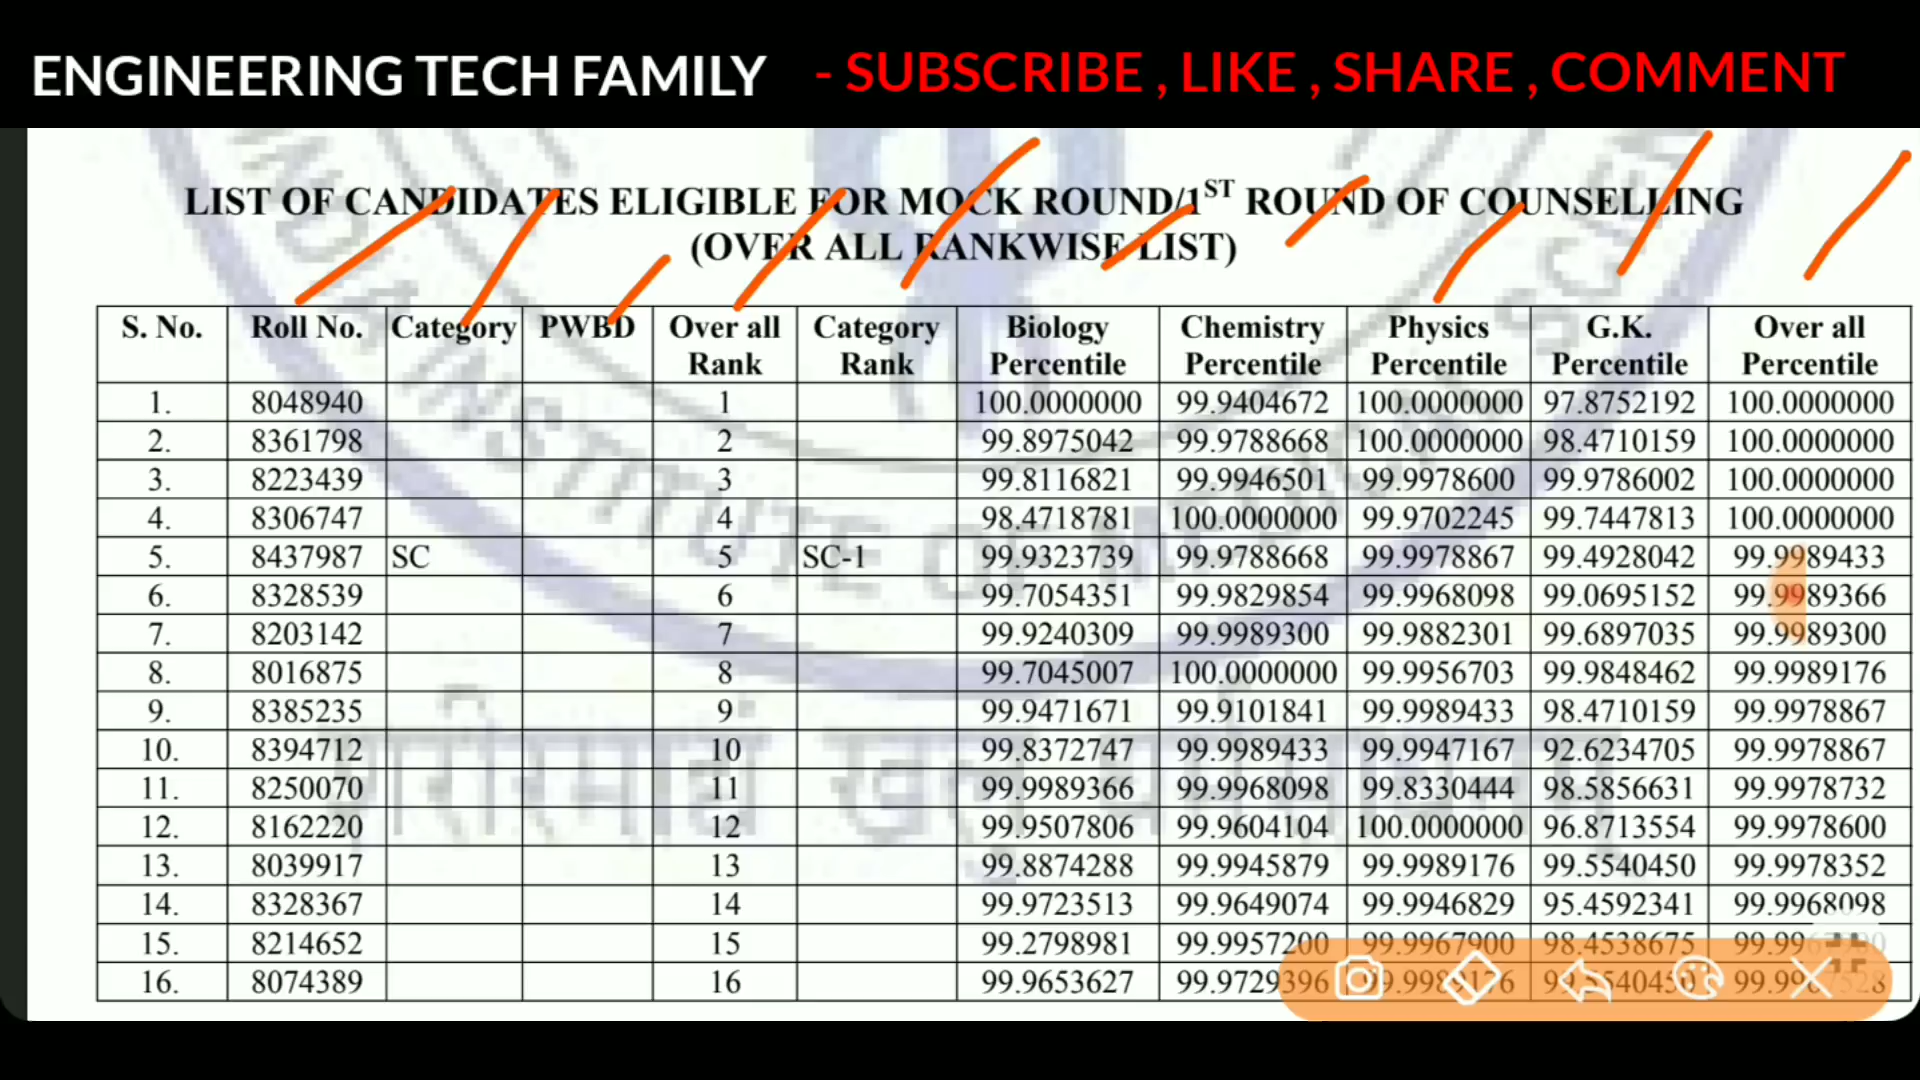 ENGINEERING TECH FAMILY - SUBSCRIBE , LIKE , SHARE , COMMENT
LIST OF CANDIDATES ELIGIBLE FOR MOCK ROUND/1ST ROUND OF COUNSELLING
(OVER ALL RANKWISE LIST)
S. No. Roll No. Category PWBD Over all Rank Category Rank Biology Percentile Chemistry Percentile Physics Percentile G.K. Percentile Over all Percentile
1. 8048940 1 100.0000000 99.9404672 100.0000000 97.8752192 100.0000000
2. 8361798 2 99.8975042 99.9788668 100.0000000 98.4710159 100.0000000
3. 8223439 3 99.8116821 99.9946501 99.9978600 99.9786002 100.0000000
4. 8306747 4 98.4718781 100.0000000 99.9702245 99.7447813 100.0000000
5. 8437987 SC 5 SC-1 99.9323739 99.9788668 99.9978867 99.4928042 99.9989433
6. 8328539 6 99.7054351 99.9829854 99.9968098 99.0695152 99.9989366
7. 8203142 7 99.9240309 99.9989300 99.9882301 99.6897035 99.9989300
8. 8016875 8 99.7045007 100.0000000 99.9956703 99.9848462 99.9989176
9. 8385235 9 99.9471671 99.9101841 99.9989433 98.4710159 99.9978867
10. 8394712 10 99.8372747 99.9989433 99.9947167 92.6234705 99.9978867
11. 8250070 11 99.9989366 99.9968098 99.8330444 98.5856631 99.9978732
12. 8162220 12 99.9507806 99.9604104 100.0000000 96.8713554 99.9978600
13. 8039917 13 99.8874288 99.9945879 99.9989176 99.5540450 99.9978352
14. 8328367 14 99.9723513 99.9649074 99.9946829 95.4592341 99.9968098
15. 8214652 15 99.2798981 99.9957200 99.9967900 98.4538675
16. 8074389 16 99.9653627 99.9729396
INSTITUTE OF MEDICAL